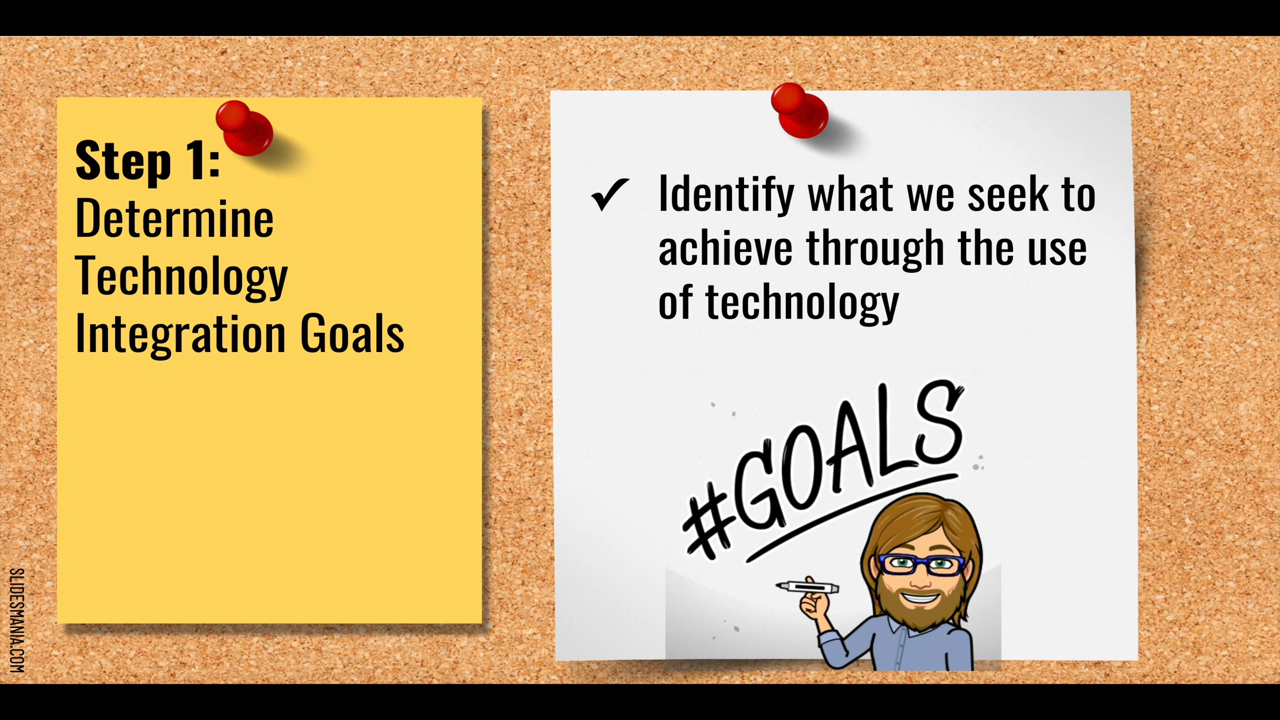 Step 1:
Determine
Technology
Integration Goals
✓ Identify what we seek to
achieve through the use
of technology
#GOALS
SLIDESMANIA.COM